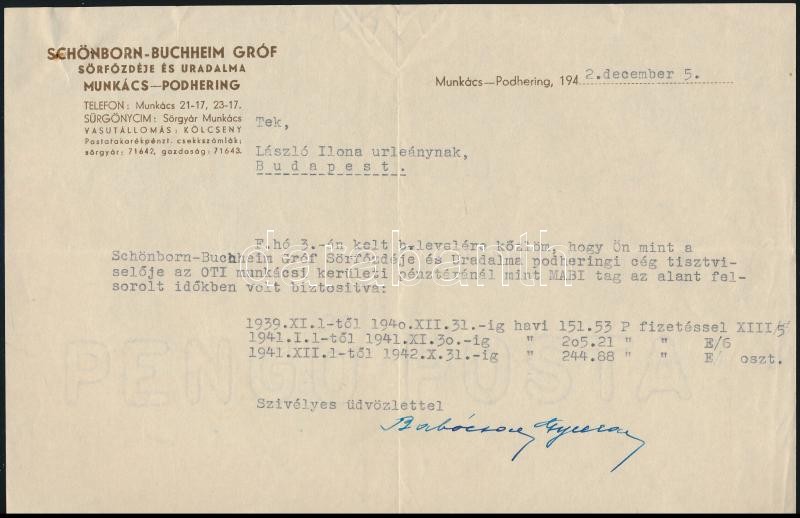 SCHÖNBORN-BUCHHEIM GRÓF
SÖRFŐZDÉJE ÉS URADALMA
MUNKÁCS—PODHERING
TELEFON: Munkács 21-17, 23-17.
SÜRGÖNYCIM: Sörgyár Munkács
VASUTÁLLOMÁS: KÖLCSENY
Postatakarékpénzt. csekkszámlák:
sörgyár: 71642, gazdaság: 71643.
Munkács—Podhering, 194 2.december 5.
Tek,
László Ilona urleánynak,
Budapest.
F.hó 3.-án kelt b.levelére közlöm, hogy Ön mint a
Schönborn-Buchheim Gróf Sörfőzdéje és Uradalma podheringi cég tisztvi-
selője az OTI munkácsi kerületi pénztáránál mint MABI tag az alant fel-
sorolt időkben volt biztositva:
1939.XI.1-től 1940.XII.31.-ig havi 151.53 P fizetéssel XIII/5
1941.I.1-től 1941.XI.30.-ig " 205.21 " " E/6
1941.XII.1-től 1942.X.31.-ig " 244.88 " " E/ oszt.
PENGŐ POSTA
Szivélyes üdvözlettel
darabanth